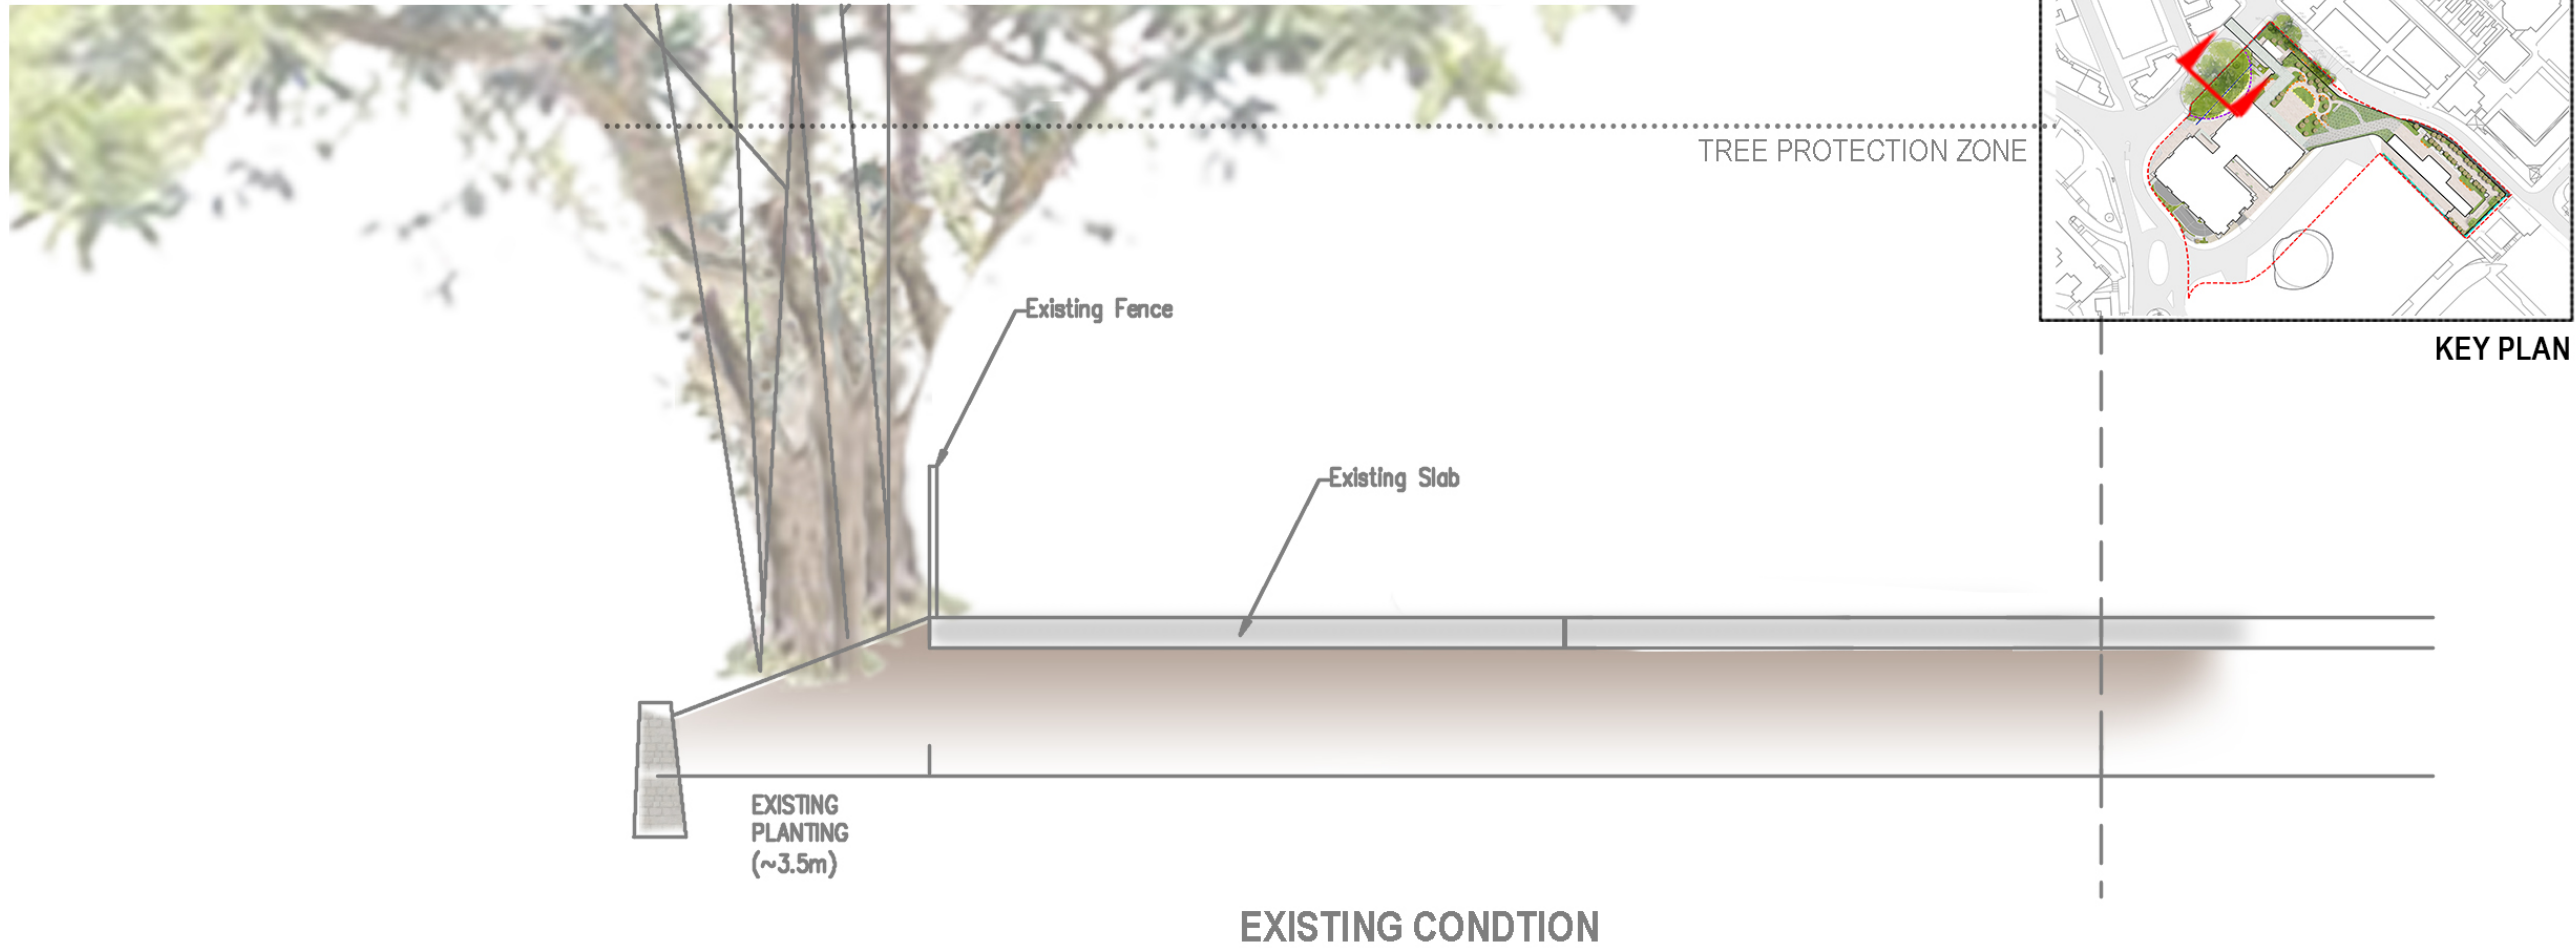 TREE PROTECTION ZONE
KEY PLAN
Existing Fence
Existing Slab
EXISTING
PLANTING
(~3.5m)
EXISTING CONDTION